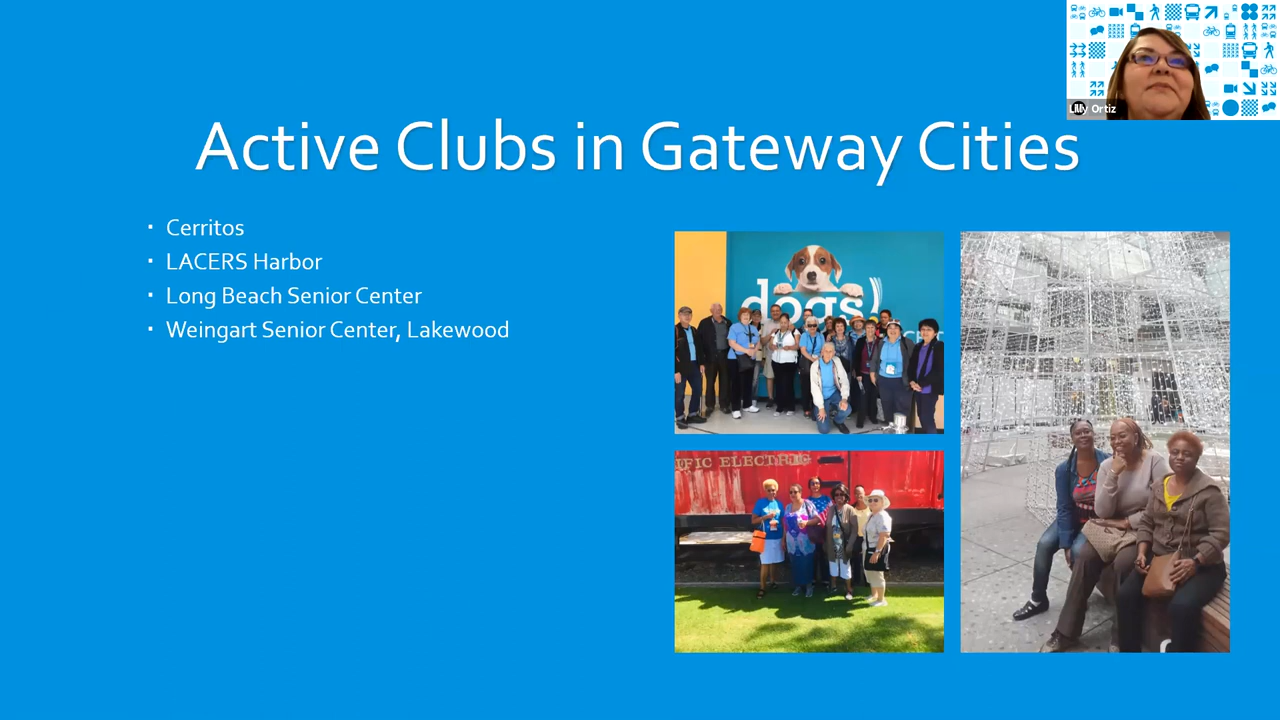 Lilly Ortiz
Active Clubs in Gateway Cities
▪ Cerritos
▪ LACERS Harbor
▪ Long Beach Senior Center
▪ Weingart Senior Center, Lakewood
dogs!
IFIC ELECTRIC